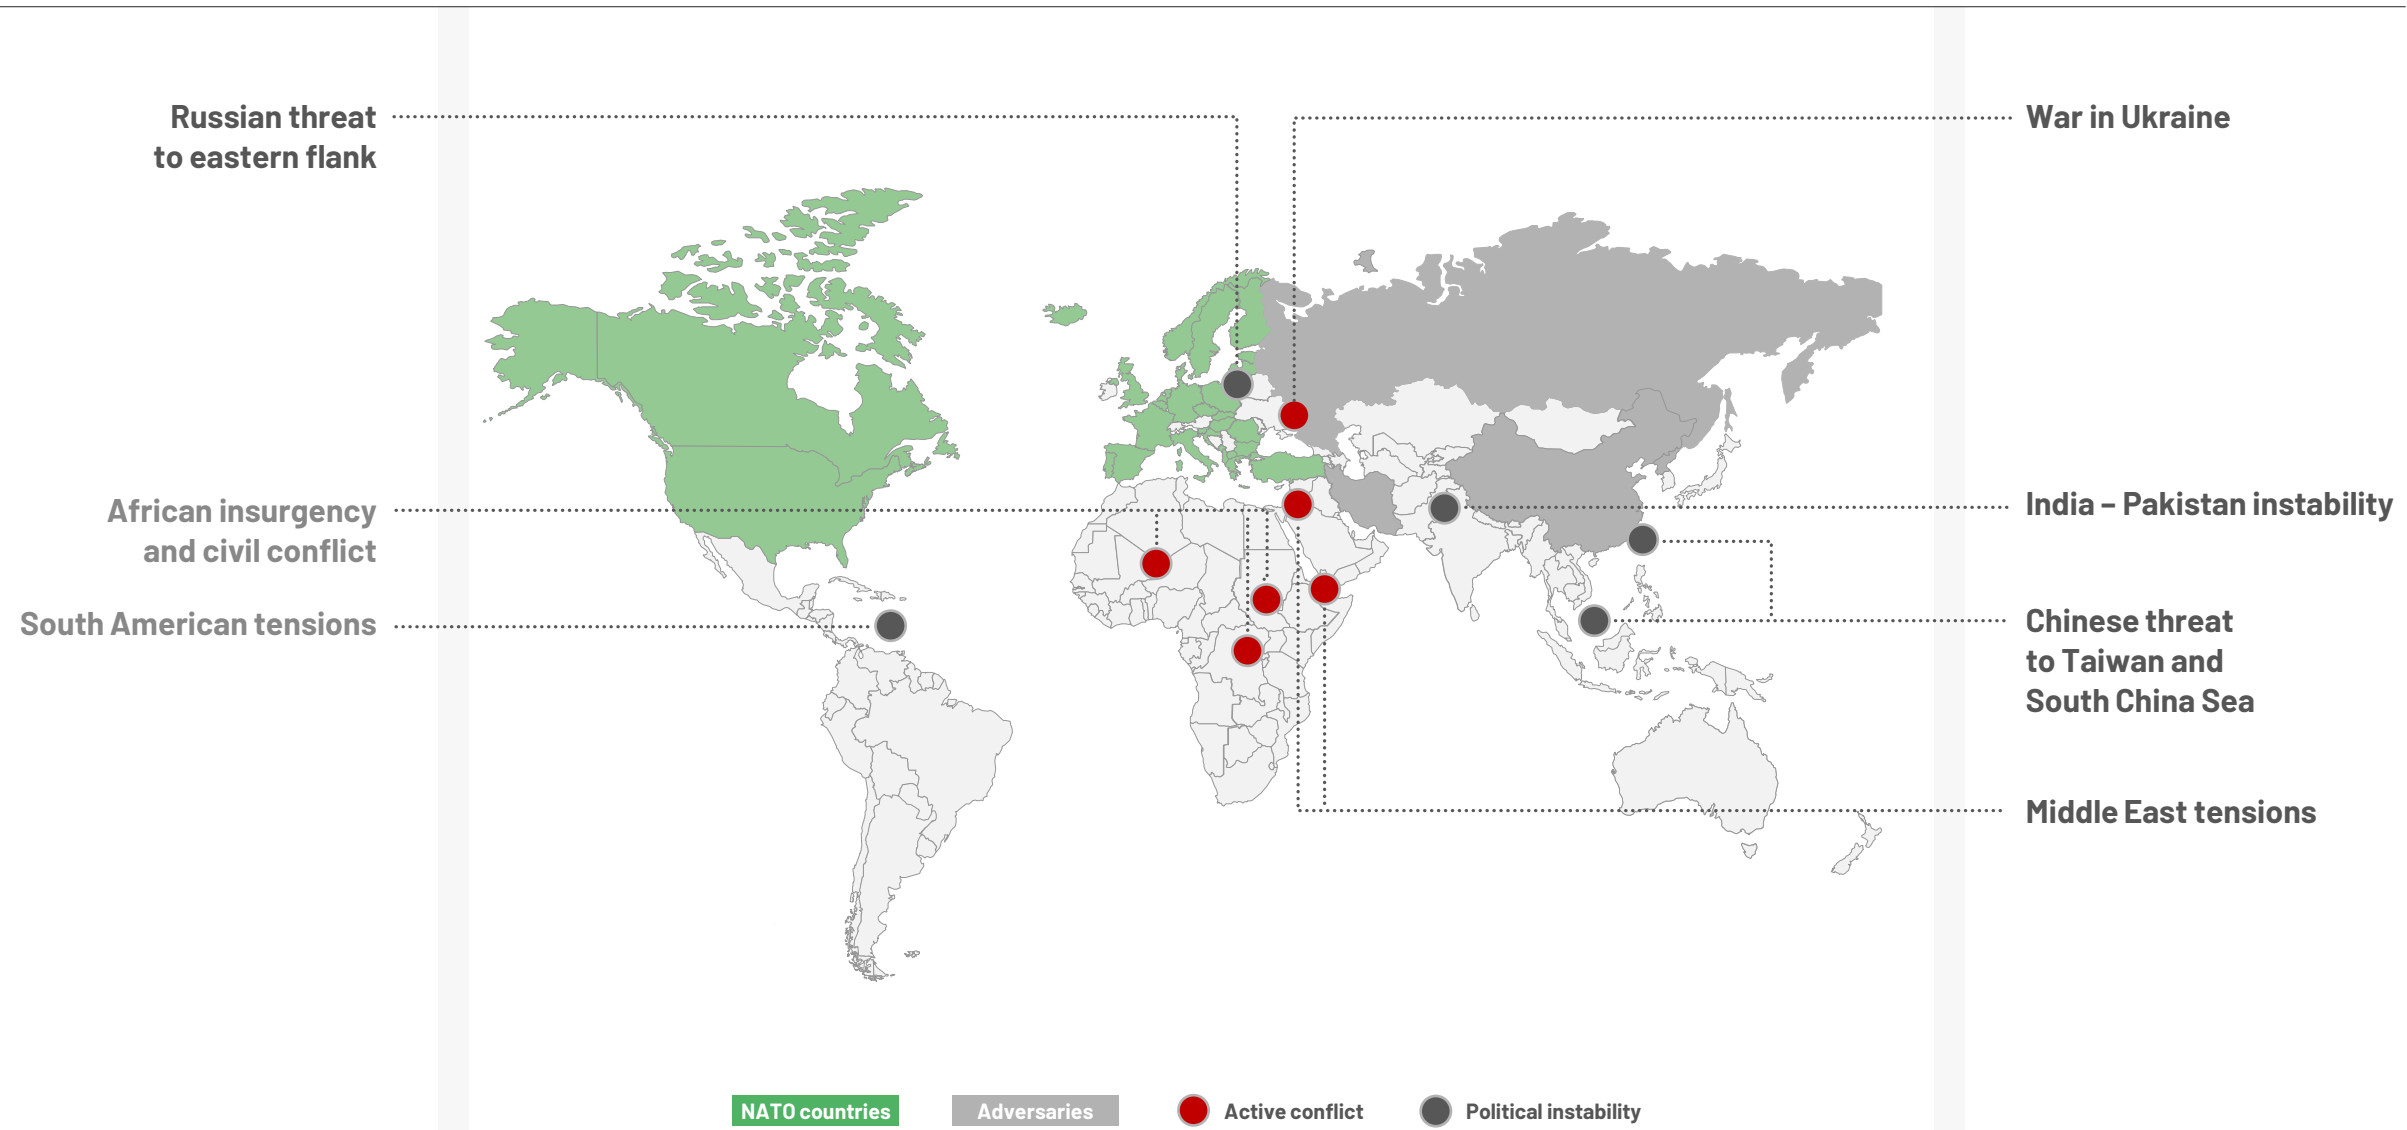 Russian threat
to eastern flank
War in Ukraine
African insurgency
and civil conflict
India – Pakistan instability
South American tensions
Chinese threat
to Taiwan and
South China Sea
Middle East tensions
NATO countries
Adversaries
Active conflict
Political instability